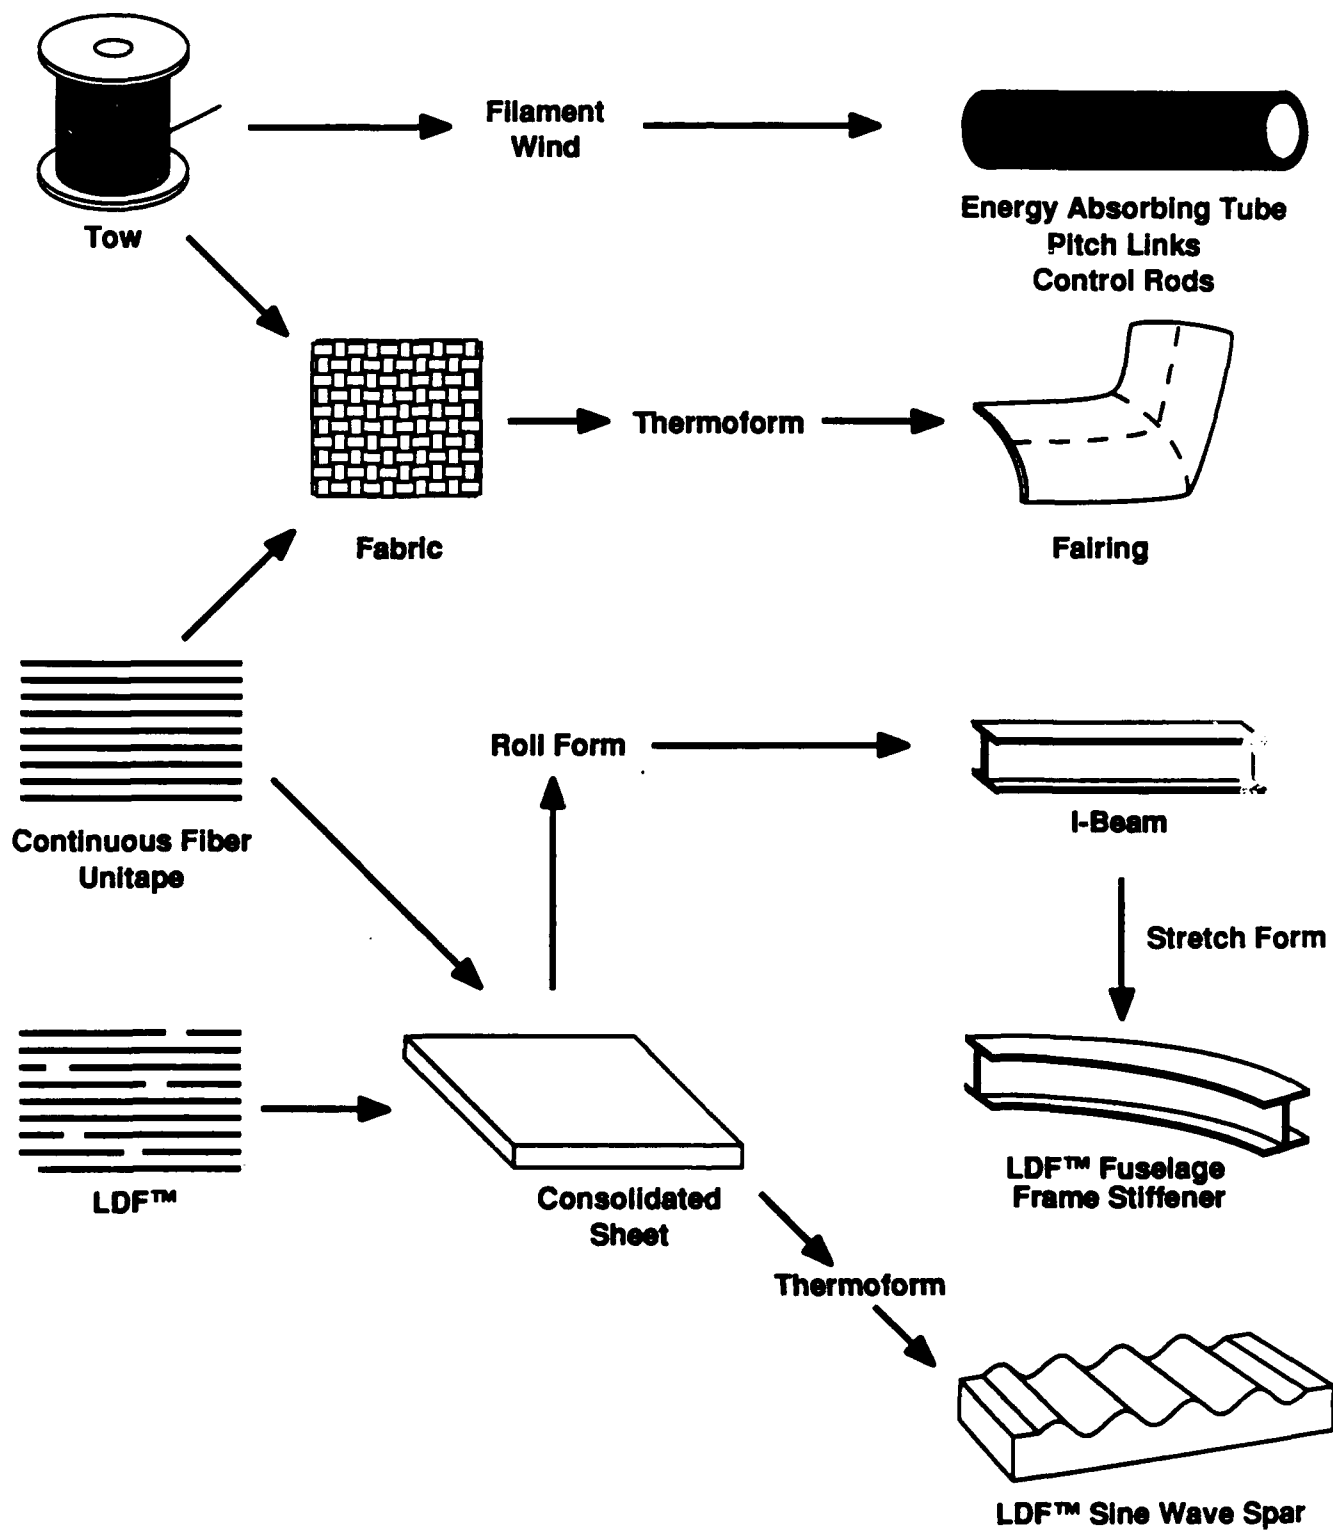 Filament
Wind
Tow
Energy Absorbing Tube
Pitch Links
Control Rods
Thermoform
Fabric
Fairing
Roll Form
Continuous Fiber
Unitape
I-Beam
Stretch Form
LDF™
Consolidated
Sheet
LDF™ Fuselage
Frame Stiffener
Thermoform
LDF™ Sine Wave Spar